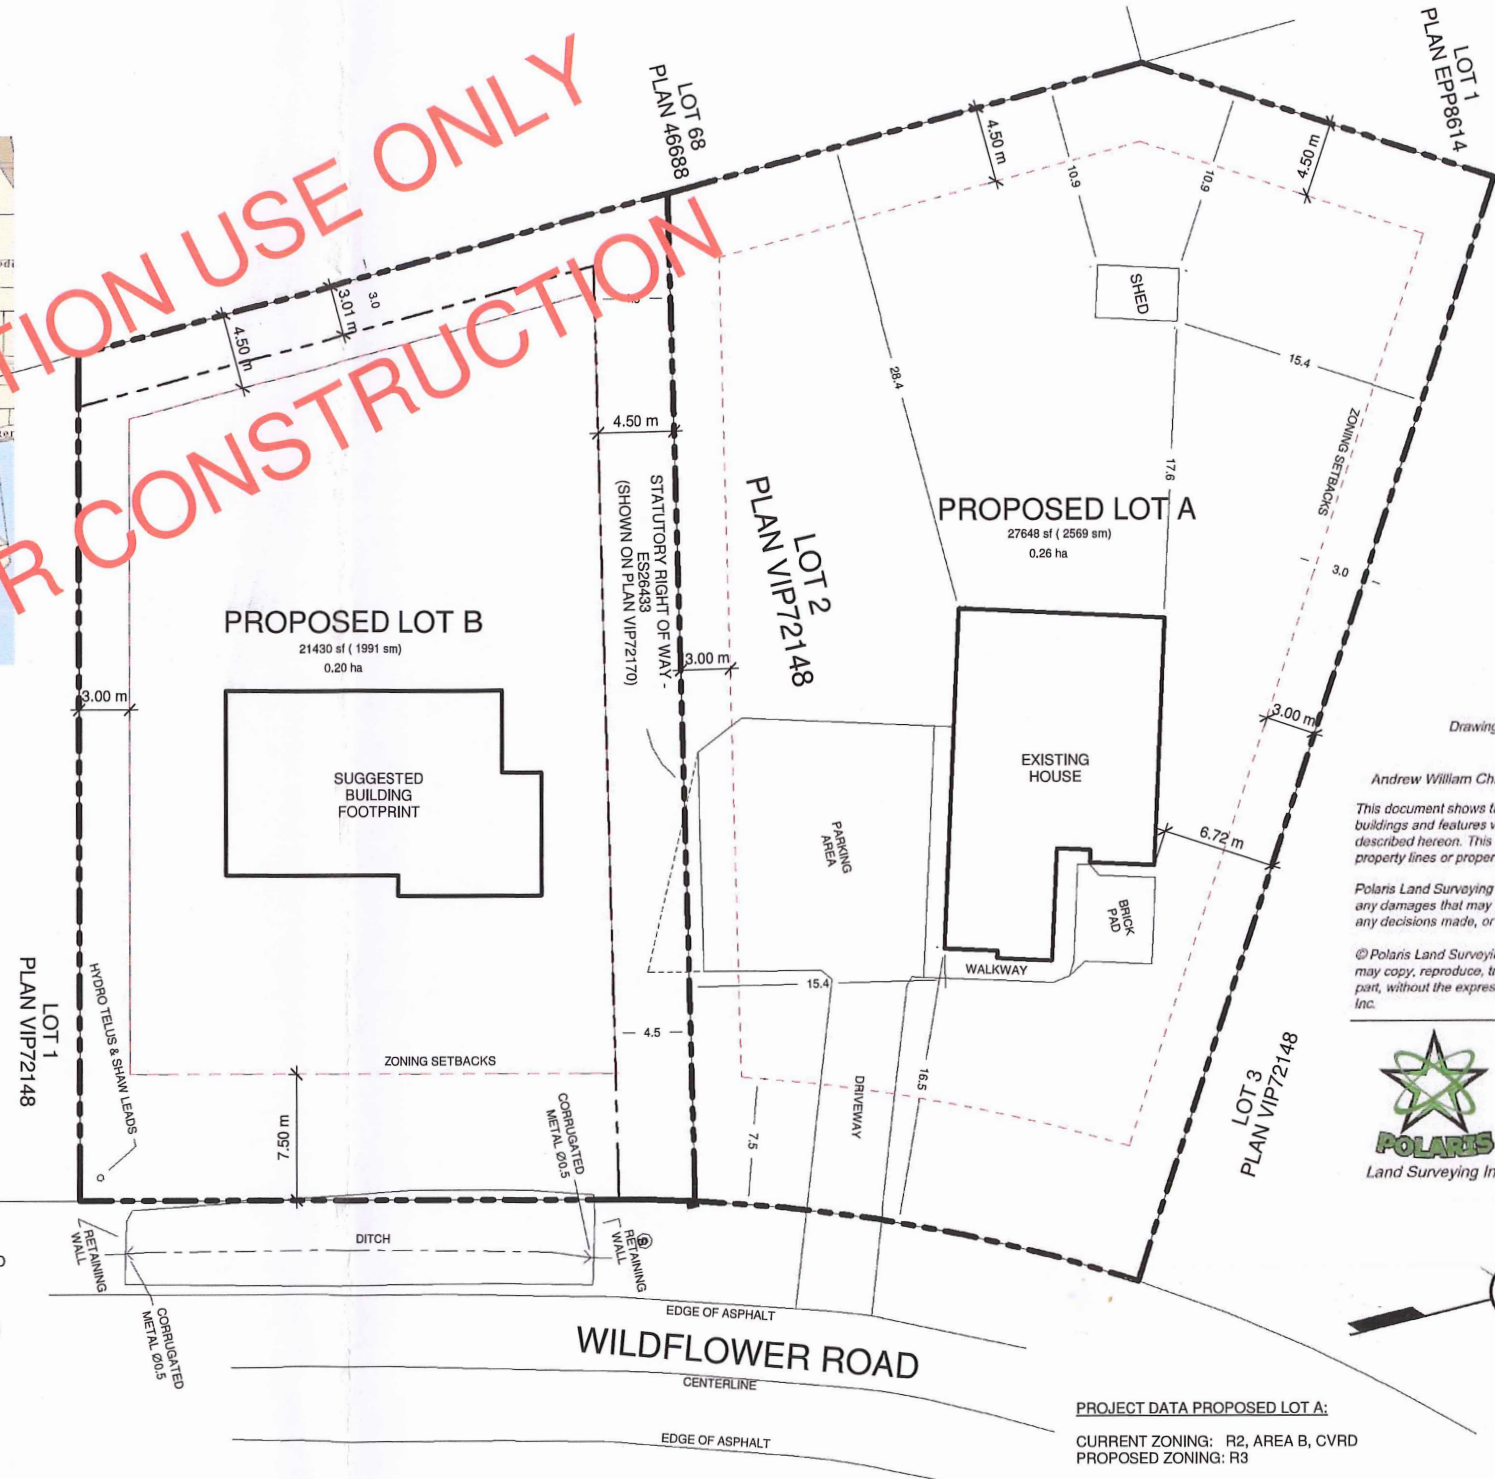 TION USE ONLY
R CONSTRUCTION
LOT 68
PLAN 46688
LOT 1
PLAN EPP8614
4.50 m
4.50 m
10.9
10.9
SHED
3.0
3.01 m
4.50 m
28.4
15.4
4.50 m
17.6
ZONING SETBACKS
STATUTORY RIGHT OF WAY -
ES26433
(SHOWN ON PLAN VIP72170)
LOT 2
PLAN VIP72148
PROPOSED LOT A
27648 sf ( 2569 sm)
0.26 ha
3.0
PROPOSED LOT B
21430 sf ( 1991 sm)
0.20 ha
3.00 m
3.00 m
3.00 m
SUGGESTED
BUILDING
FOOTPRINT
EXISTING
HOUSE
PARKING
AREA
6.72 m
BRICK
PAD
WALKWAY
15.4
4.5
LOT 1
PLAN VIP72148
HYDRO TELUS & SHAW LEADS
ZONING SETBACKS
7.50 m
CORRUGATED
METAL Ø0.5
7.5
DRIVEWAY
16.5
LOT 3
PLAN VIP72148
RETAINING
WALL
DITCH
RETAINING
WALL
CORRUGATED
METAL Ø0.5
EDGE OF ASPHALT
WILDFLOWER ROAD
CENTERLINE
EDGE OF ASPHALT
Drawing
Andrew William Ch
This document shows t
buildings and features
described hereon. This
property lines or proper
Polaris Land Surveying
any damages that may
any decisions made, or
© Polaris Land Surveyi
may copy, reproduce, t
part, without the expres
Inc.
POLARIS
Land Surveying In
PROJECT DATA PROPOSED LOT A:
CURRENT ZONING: R2, AREA B, CVRD
PROPOSED ZONING: R3